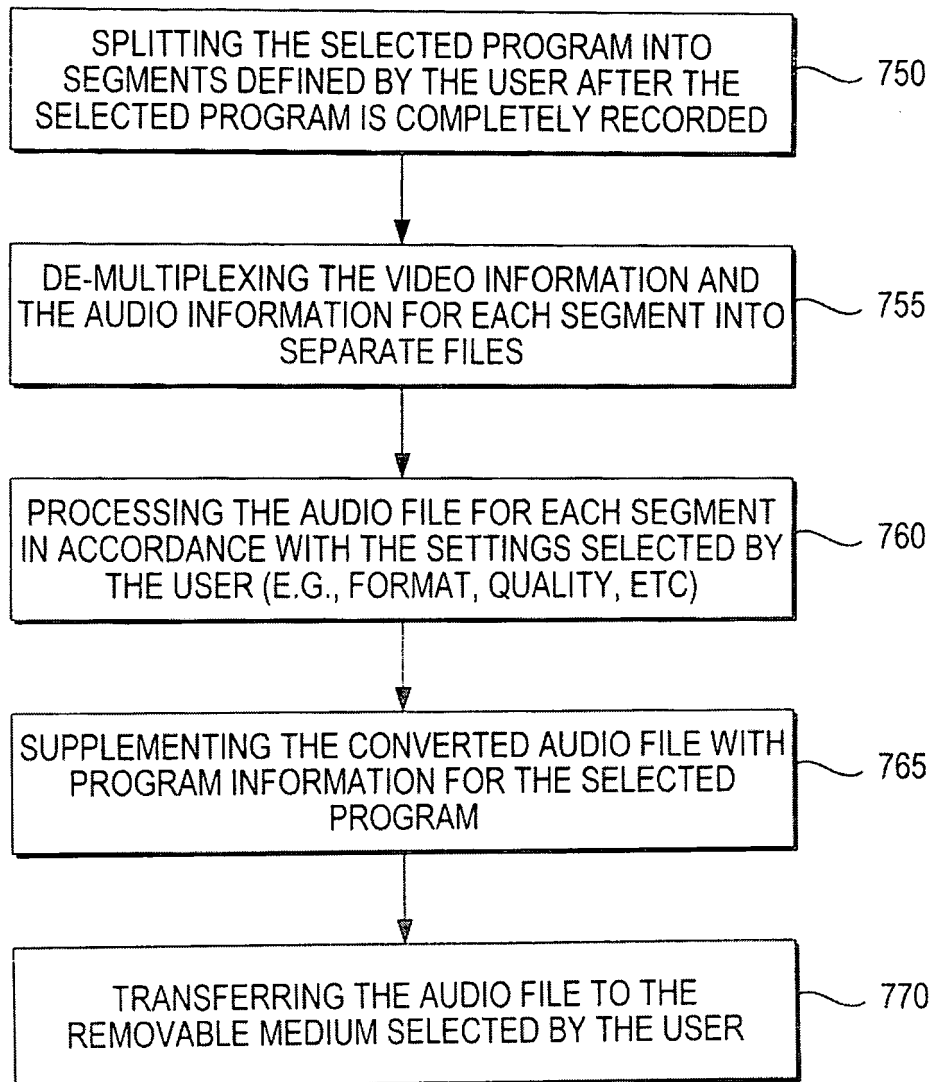 SPLITTING THE SELECTED PROGRAM INTO
SEGMENTS DEFINED BY THE USER AFTER THE
SELECTED PROGRAM IS COMPLETELY RECORDED
750
DE-MULTIPLEXING THE VIDEO INFORMATION AND
THE AUDIO INFORMATION FOR EACH SEGMENT INTO
SEPARATE FILES
755
PROCESSING THE AUDIO FILE FOR EACH SEGMENT
IN ACCORDANCE WITH THE SETTINGS SELECTED BY
THE USER (E.G., FORMAT, QUALITY, ETC)
760
SUPPLEMENTING THE CONVERTED AUDIO FILE WITH
PROGRAM INFORMATION FOR THE SELECTED
PROGRAM
765
TRANSFERRING THE AUDIO FILE TO THE
REMOVABLE MEDIUM SELECTED BY THE USER
770